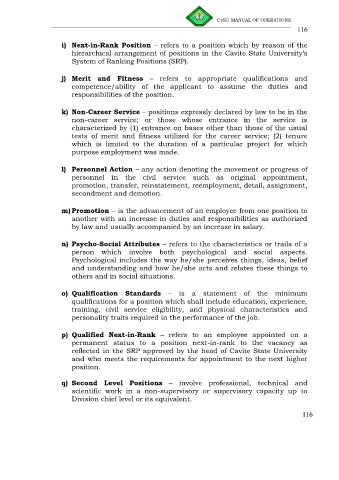 CvSU MANUAL OF OPERATIONS
116
i) Next-in-Rank Position – refers to a position which by reason of the
hierarchical arrangement of positions in the Cavite State University's
System of Ranking Positions (SRP).
j) Merit and Fitness – refers to appropriate qualifications and
competence/ability of the applicant to assume the duties and
responsibilities of the position.
k) Non-Career Service – positions expressly declared by law to be in the
non-career service; or those whose entrance in the service is
characterized by (1) entrance on bases other than those of the usual
tests of merit and fitness utilized for the career service; (2) tenure
which is limited to the duration of a particular project for which
purpose employment was made.
l) Personnel Action – any action denoting the movement or progress of
personnel in the civil service such as original appointment,
promotion, transfer, reinstatement, reemployment, detail, assignment,
secondment and demotion.
m) Promotion – is the advancement of an employee from one position to
another with an increase in duties and responsibilities as authorized
by law and usually accompanied by an increase in salary.
n) Psycho-Social Attributes – refers to the characteristics or trails of a
person which involve both psychological and social aspects.
Psychological includes the way he/she perceives things, ideas, belief
and understanding and how he/she acts and relates these things to
others and in social situations.
o) Qualification Standards – is a statement of the minimum
qualifications for a position which shall include education, experience,
training, civil service eligibility, and physical characteristics and
personality traits required in the performance of the job.
p) Qualified Next-in-Rank – refers to an employee appointed on a
permanent status to a position next-in-rank to the vacancy as
reflected in the SRP approved by the head of Cavite State University
and who meets the requirements for appointment to the next higher
position.
q) Second Level Positions – involve professional, technical and
scientific work in a non-supervisory or supervisory capacity up to
Division chief level or its equivalent.
116